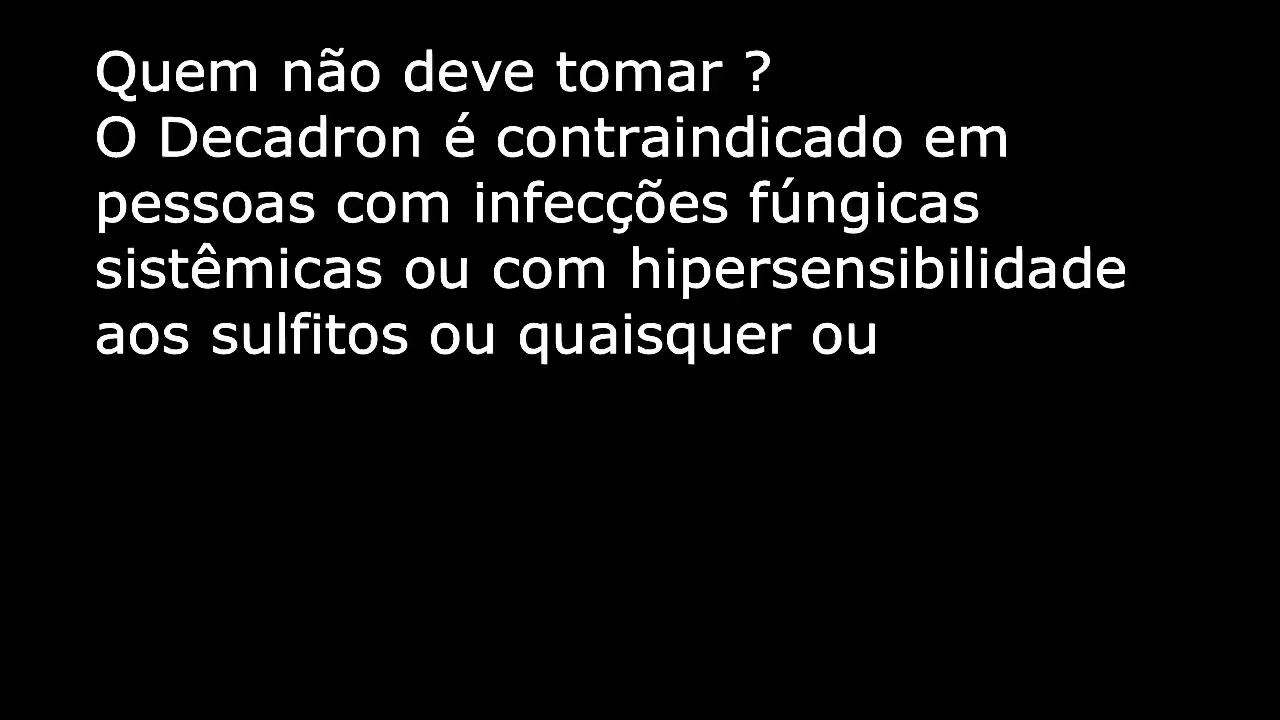 Quem não deve tomar ?
O Decadron é contraindicado em
pessoas com infecções fúngicas
sistêmicas ou com hipersensibilidade
aos sulfitos ou quaisquer ou